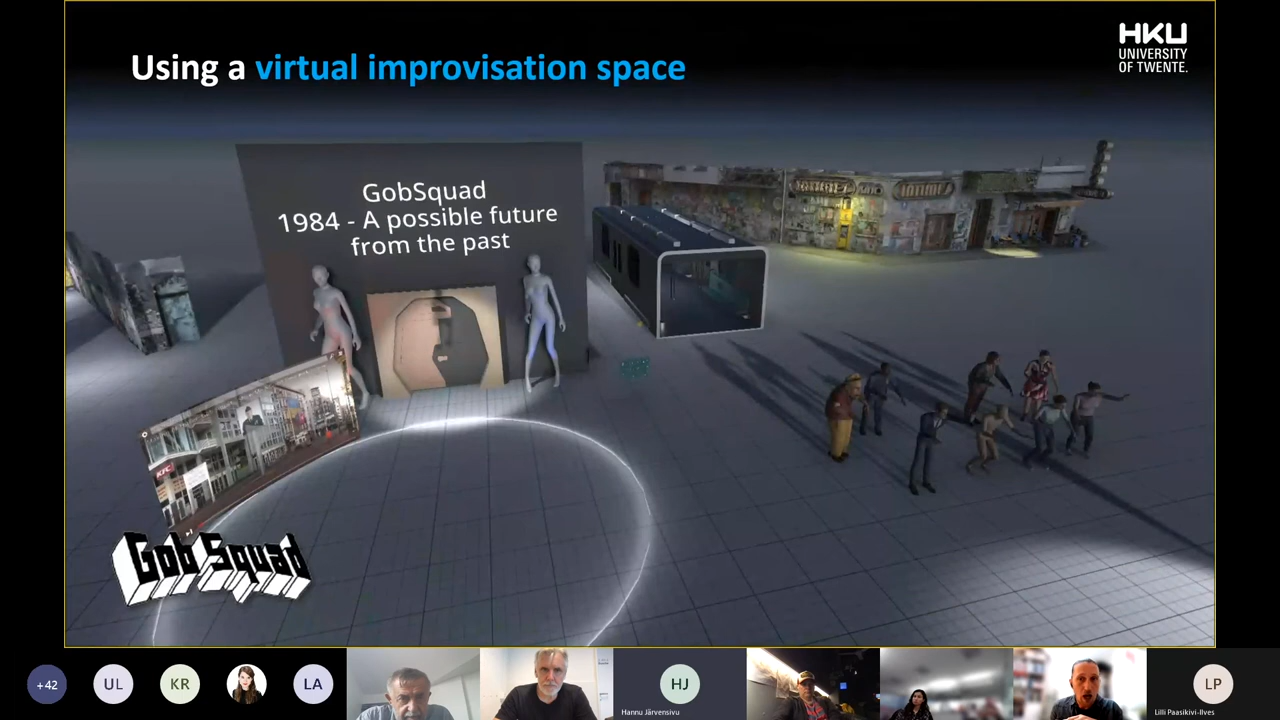 Using a virtual improvisation space
HKU
UNIVERSITY
OF TWENTE.
GobSquad
1984 - A possible future
from the past
KFC
Gob Squad
+42
UL
KR
LA
HJ
Hannu Järvensivu
LP
Lilli Paasikivi-Ilves